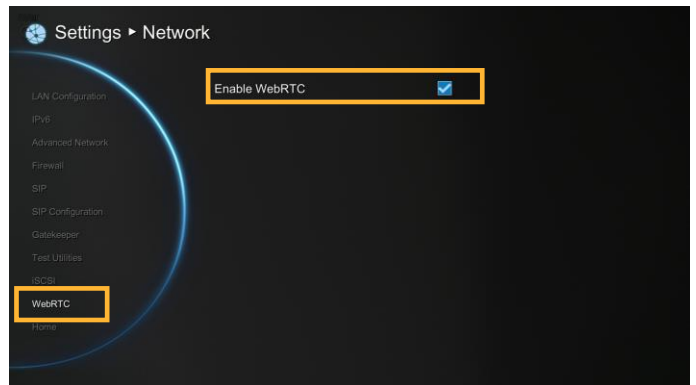 Settings ▸ Network
Enable WebRTC
LAN Configuration
IPv6
Advanced Network
Firewall
SIP
SIP Configuration
Gatekeeper
Test Utilities
iSCSI
WebRTC
Home